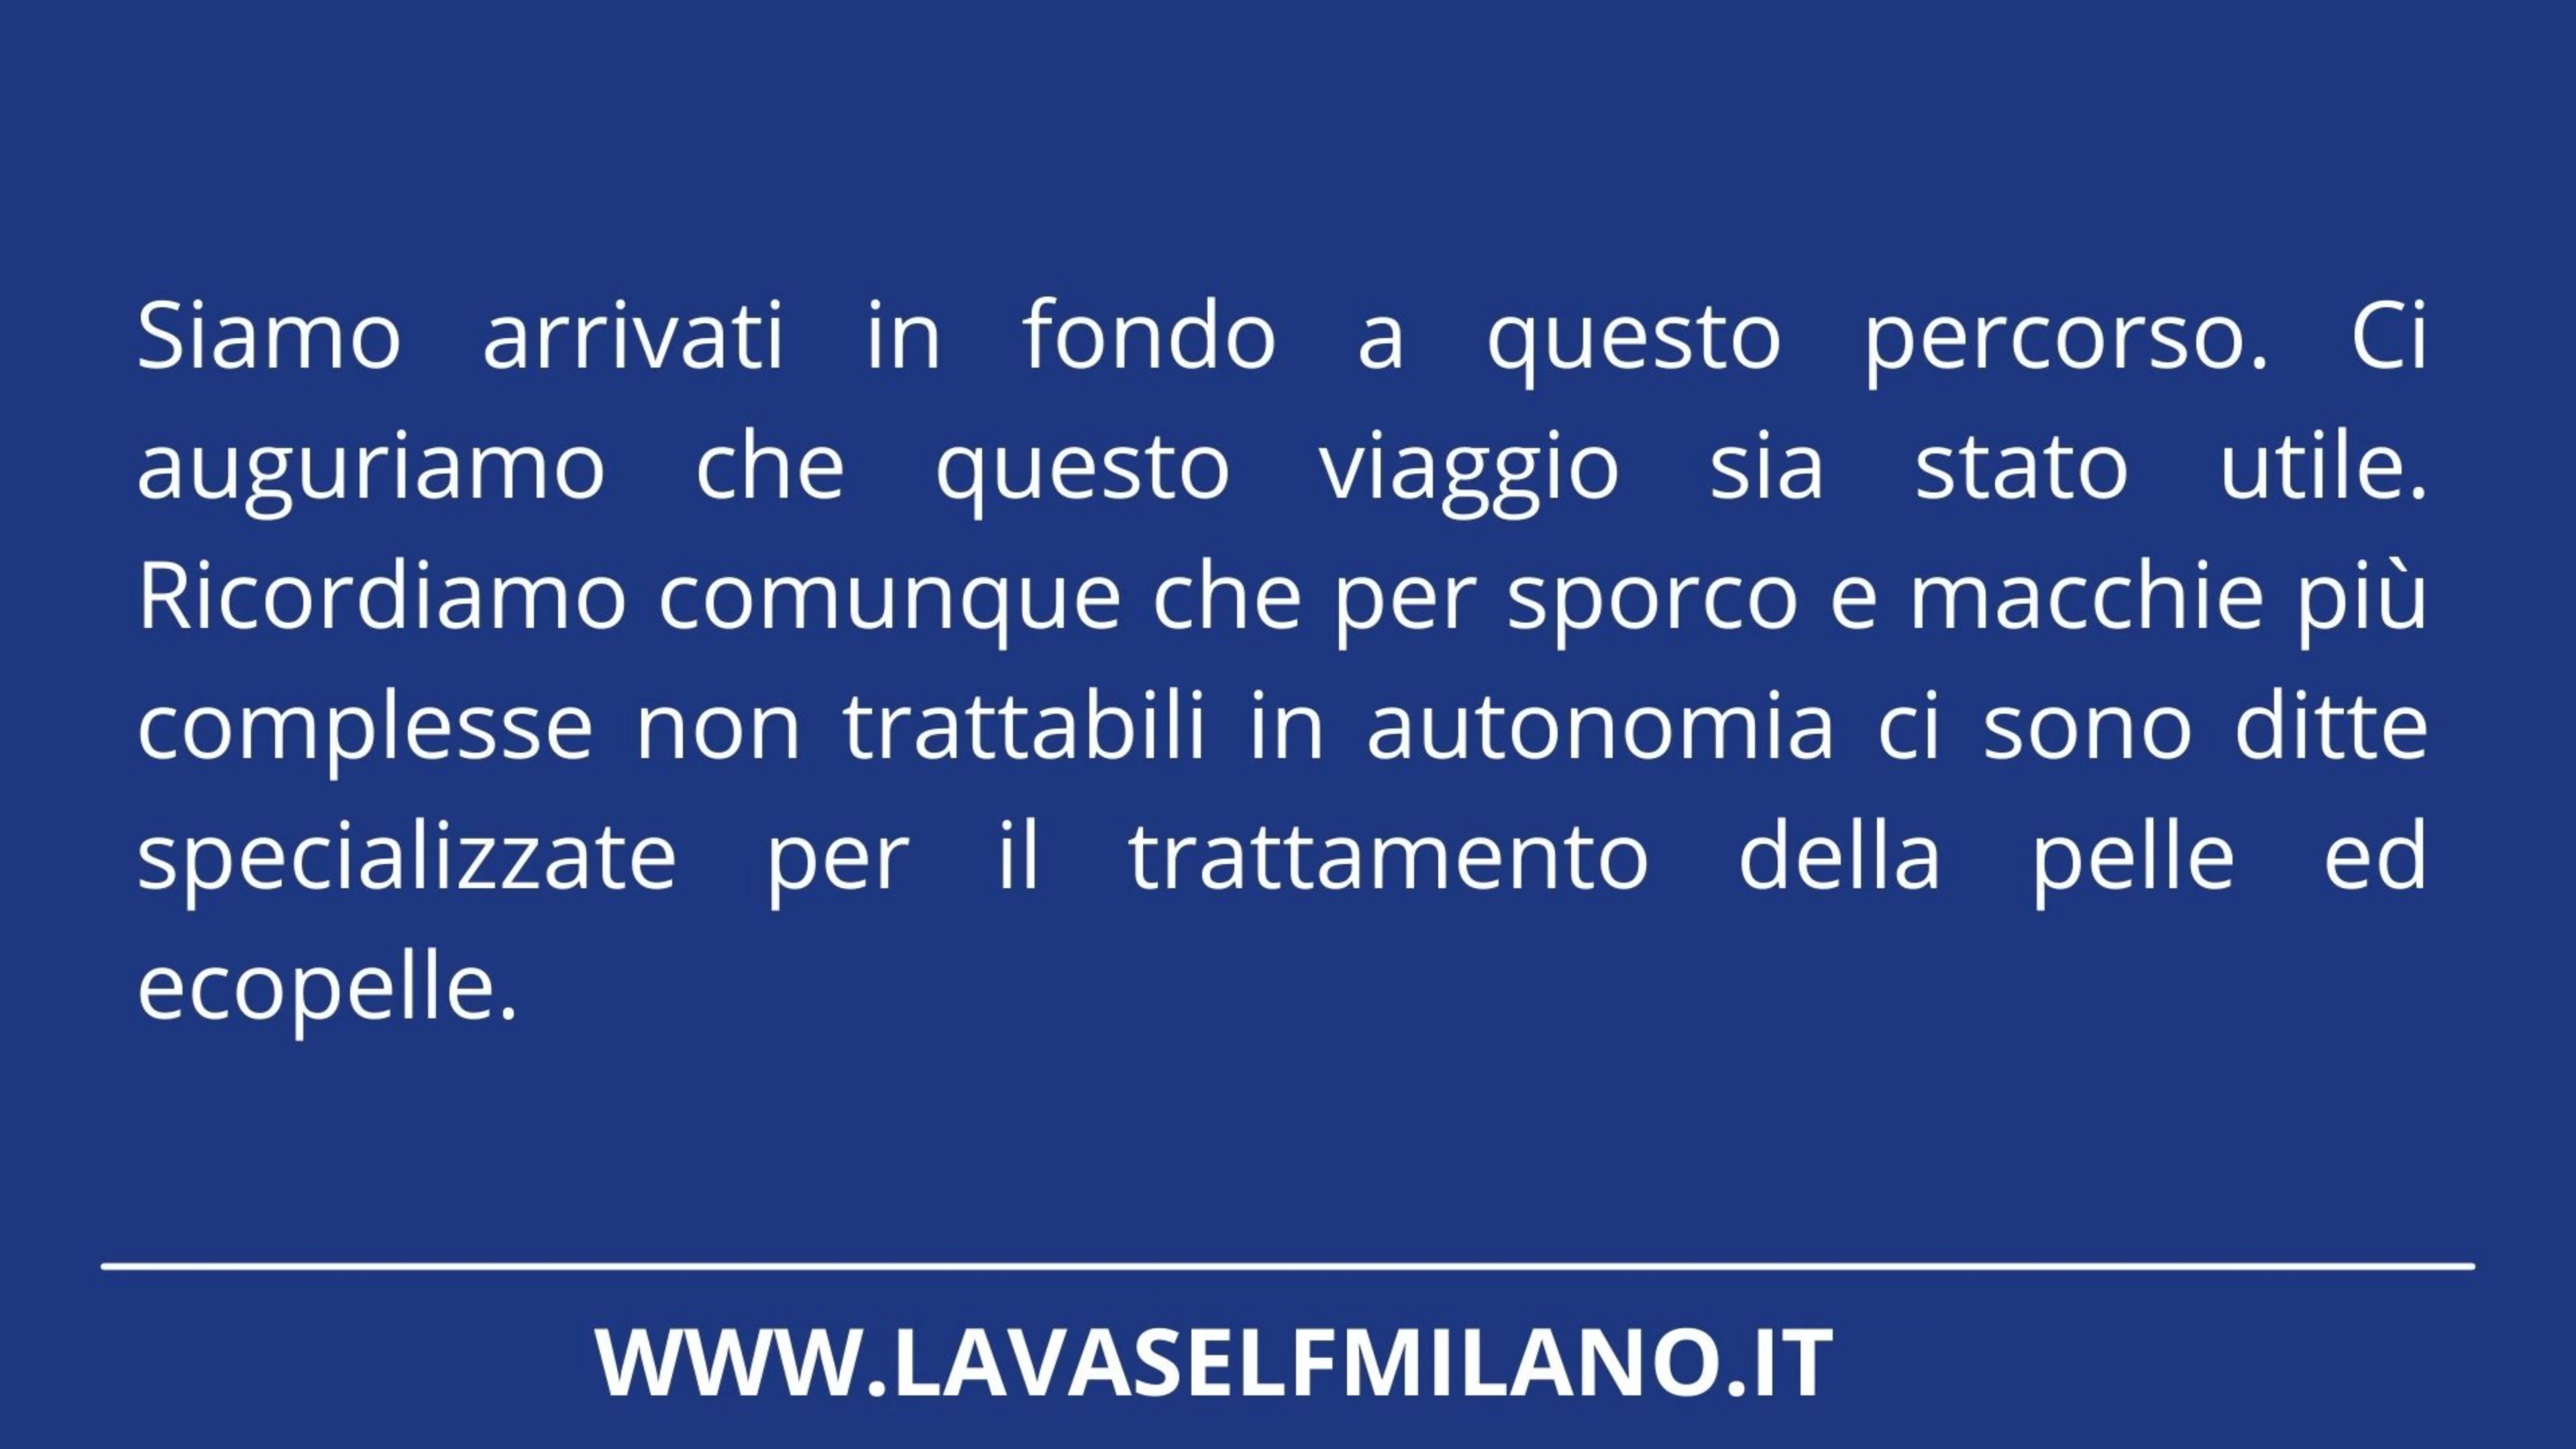 Siamo arrivati in fondo a questo percorso. Ci
auguriamo che questo viaggio sia stato utile.
Ricordiamo comunque che per sporco e macchie più
complesse non trattabili in autonomia ci sono ditte
specializzate per il trattamento della pelle ed
ecopelle.
WWW.LAVASELFMILANO.IT